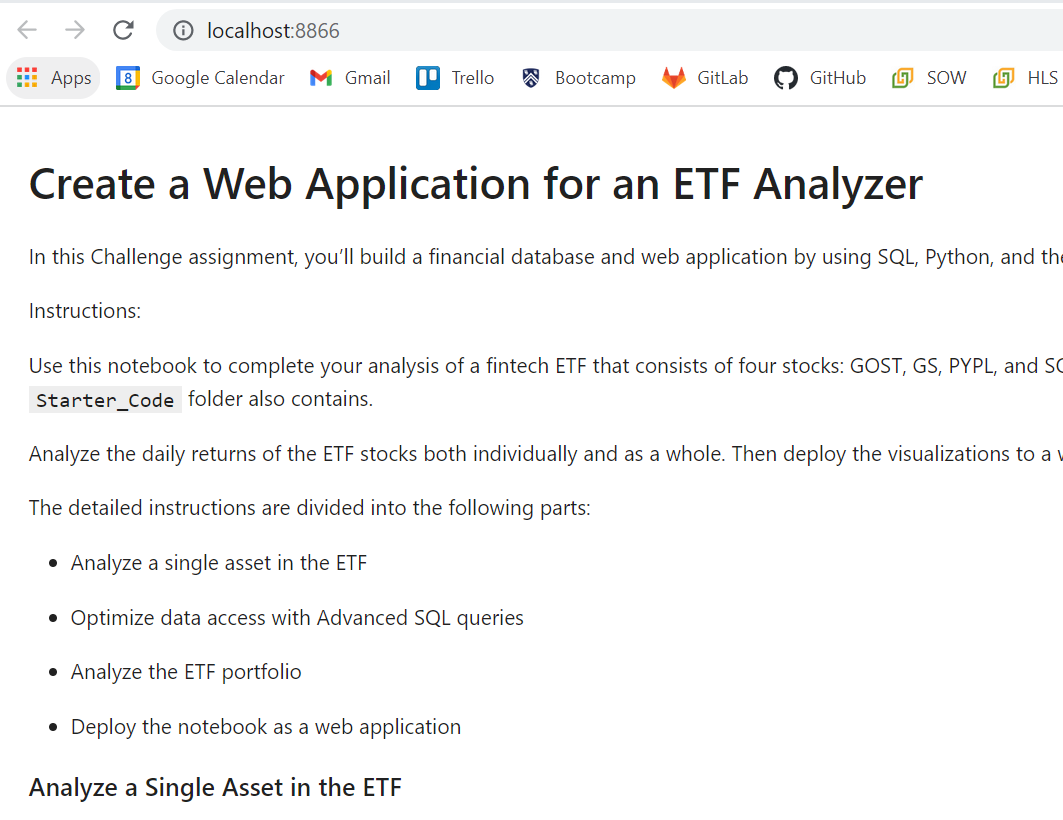 localhost:8866
Apps 8 Google Calendar Gmail Trello Bootcamp GitLab GitHub SOW HLS
Create a Web Application for an ETF Analyzer
In this Challenge assignment, you’ll build a financial database and web application by using SQL, Python, and the
Instructions:
Use this notebook to complete your analysis of a fintech ETF that consists of four stocks: GOST, GS, PYPL, and
Starter_Code folder also contains.
Analyze the daily returns of the ETF stocks both individually and as a whole. Then deploy the visualizations to a
The detailed instructions are divided into the following parts:
• Analyze a single asset in the ETF
• Optimize data access with Advanced SQL queries
• Analyze the ETF portfolio
• Deploy the notebook as a web application
Analyze a Single Asset in the ETF